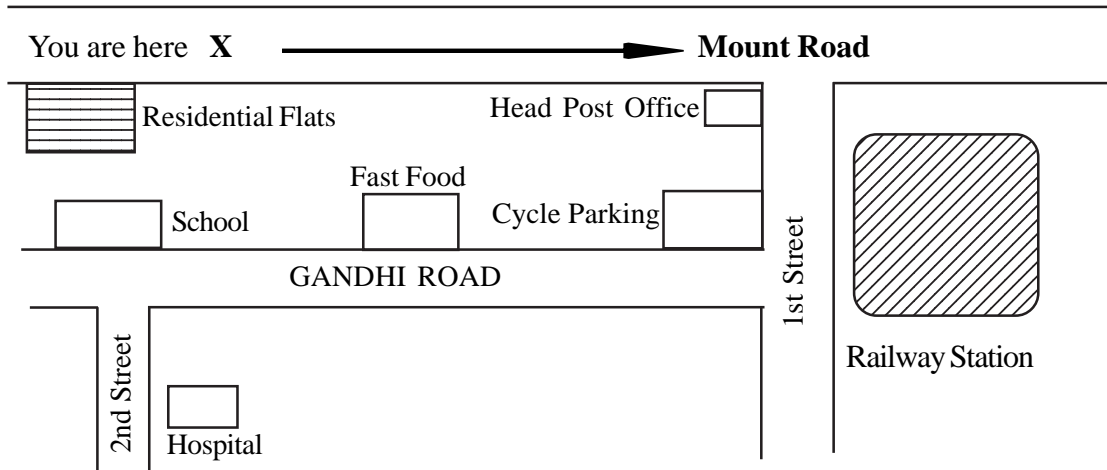 You are here X Mount Road
Residential Flats
Head Post Office
Fast Food
School
Cycle Parking
GANDHI ROAD
1st Street
Railway Station
2nd Street
Hospital